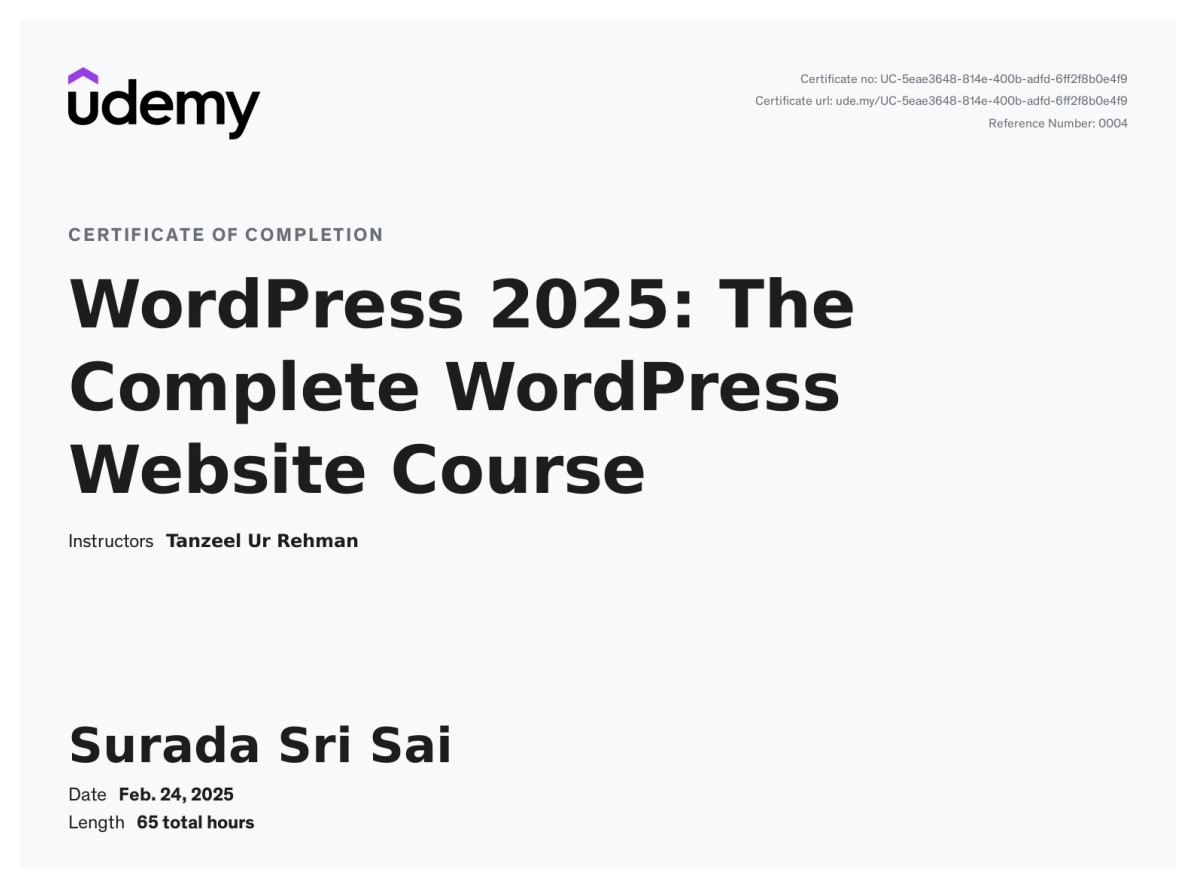 udemy
Certificate no: UC-5eae3648-814e-400b-adfd-6ff2f8b0e4f9
Certificate url: ude.my/UC-5eae3648-814e-400b-adfd-6ff2f8b0e4f9
Reference Number: 0004
CERTIFICATE OF COMPLETION
WordPress 2025: The
Complete WordPress
Website Course
Instructors Tanzeel Ur Rehman
Surada Sri Sai
Date Feb. 24, 2025
Length 65 total hours